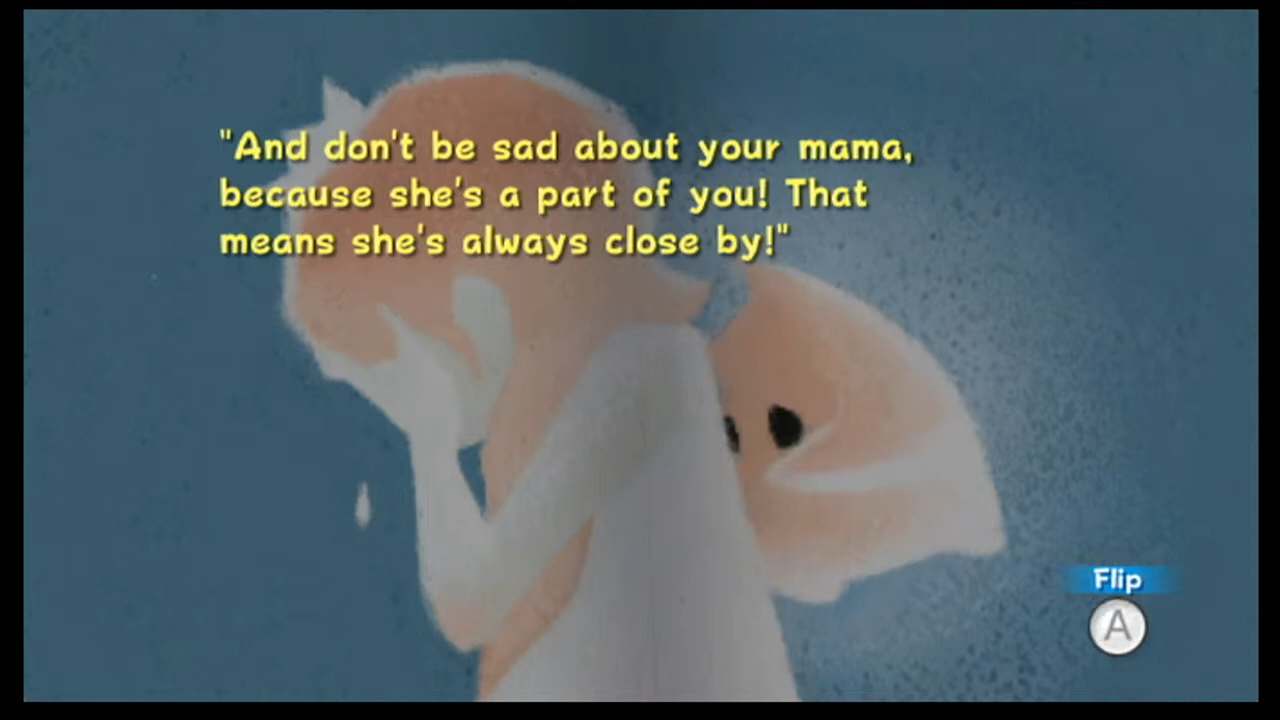 "And don't be sad about your mama,
because she's a part of you! That
means she's always close by!"
Flip
A